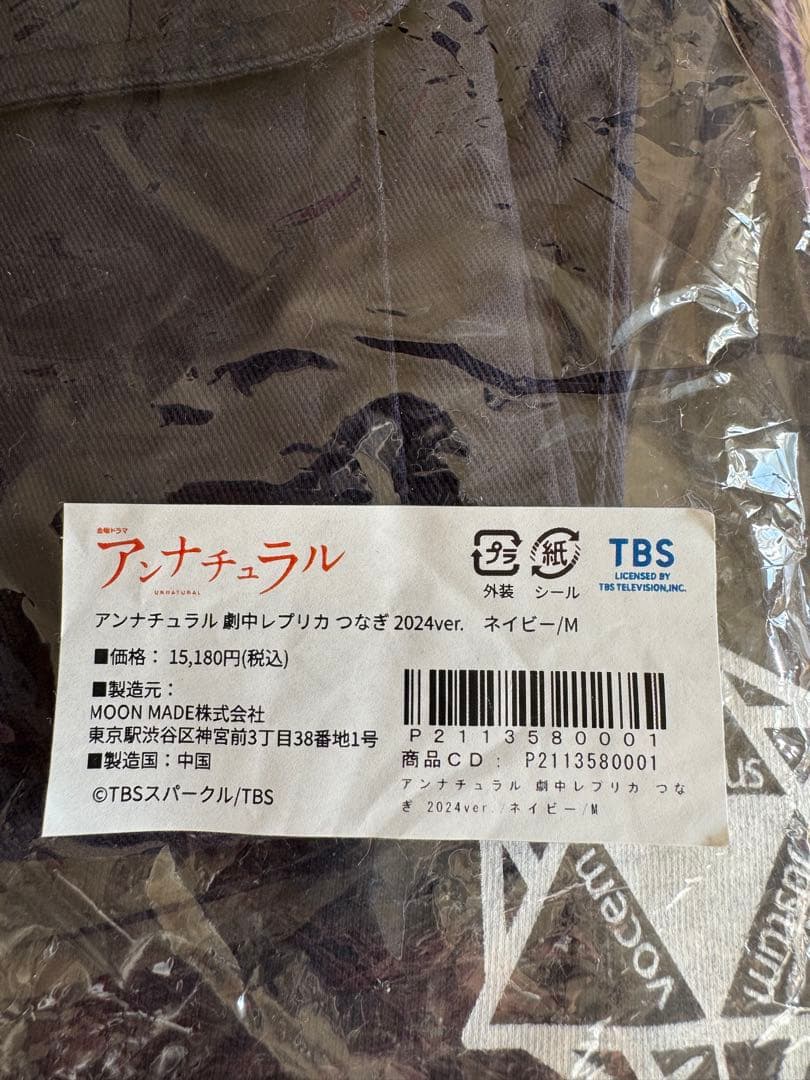 金曜ドラマ
アンナチュラル
UNNATURAL
プラ
外装
紙
シール
TBS
LICENSED BY
TBS TELEVISION,INC.
アンナチュラル 劇中レプリカ つなぎ 2024ver. ネイビー/M
■価格： 15,180円(税込)
■製造元：
MOON MADE株式会社
東京駅渋谷区神宮前3丁目38番地1号
■製造国：中国
©TBSスパークル/TBS
P2113580001
商品CD： P2113580001
アンナチュラル 劇中レプリカ つな
ぎ 2024ver./ネイビー/M
vocem